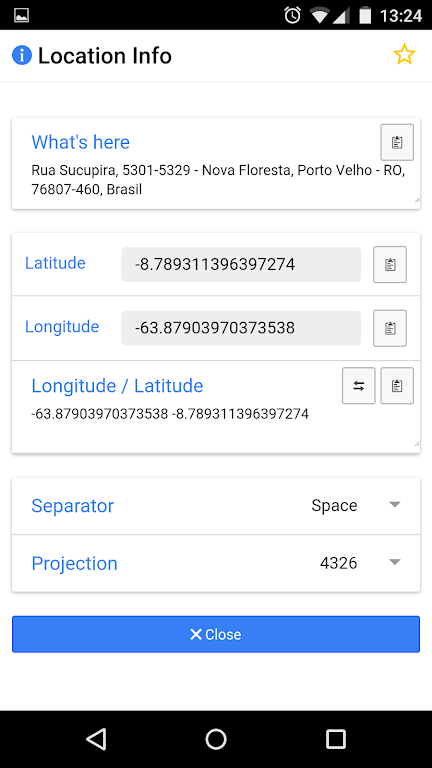 13:24
Location Info
What's here
Rua Sucupira, 5301-5329 - Nova Floresta, Porto Velho - RO,
76807-460, Brasil
Latitude -8.789311396397274
Longitude -63.87903970373538
Longitude / Latitude
-63.87903970373538 -8.789311396397274
Separator Space
Projection 4326
Close